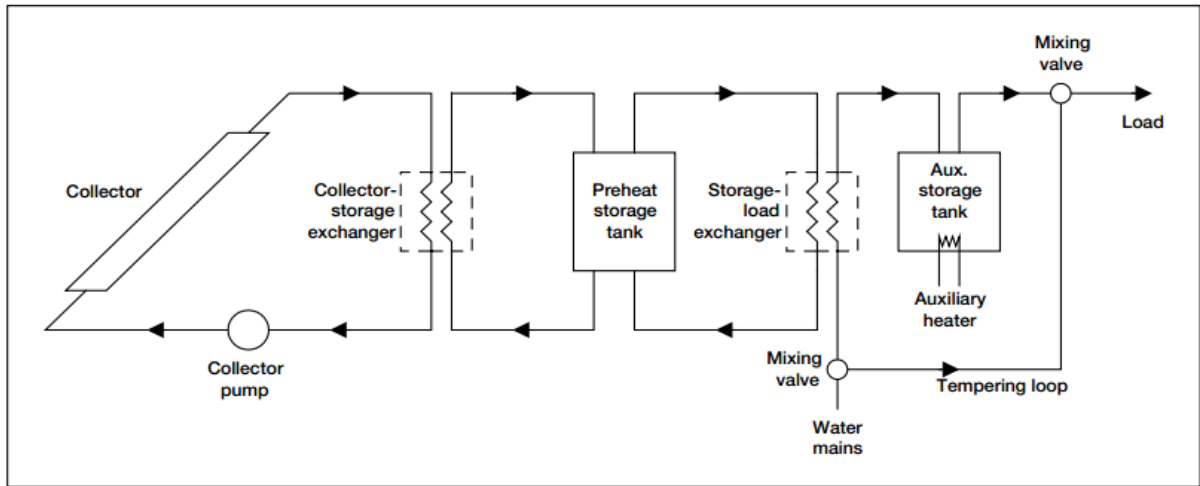 Mixing
valve
Load
Collector
Collector-
storage
exchanger
Preheat
storage
tank
Storage-
load
exchanger
Aux.
storage
tank
Auxiliary
heater
Collector
pump
Mixing
valve
Tempering loop
Water
mains